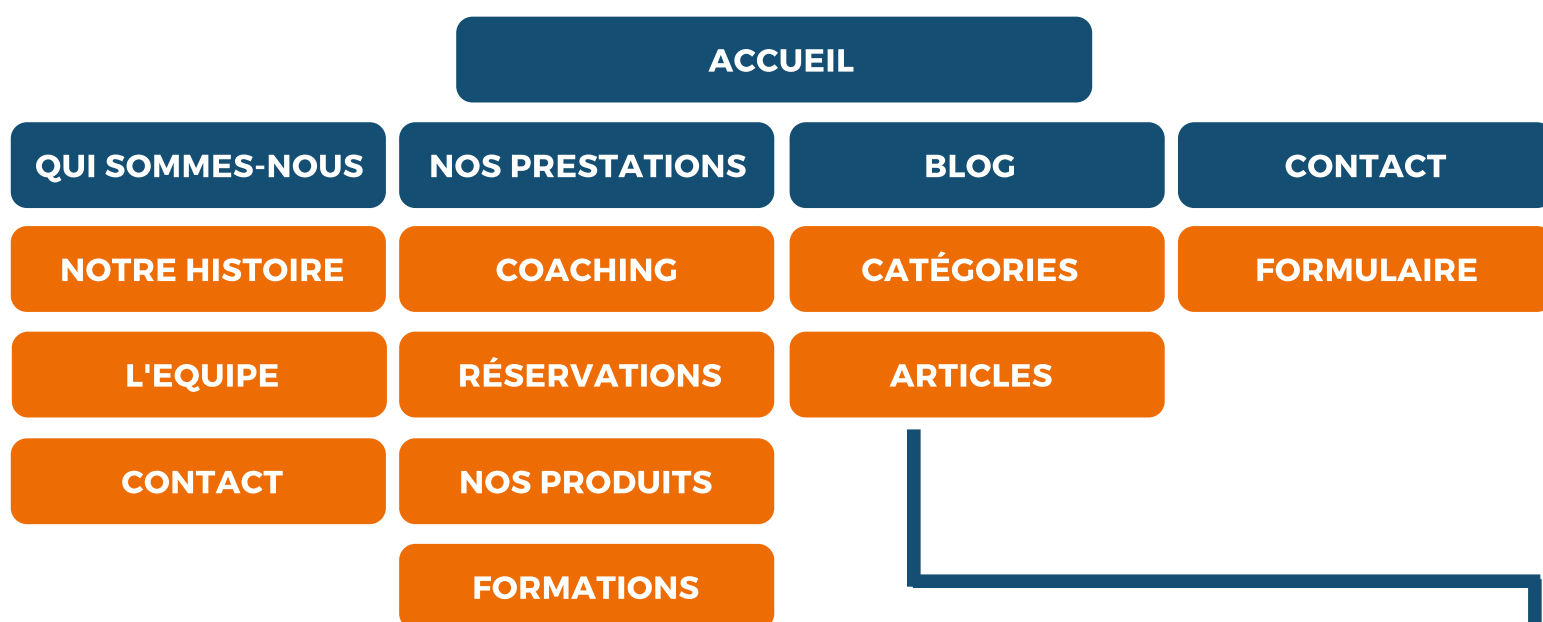 ACCUEIL
QUI SOMMES-NOUS
NOS PRESTATIONS
BLOG
CONTACT
NOTRE HISTOIRE
COACHING
CATÉGORIES
FORMULAIRE
L'EQUIPE
RÉSERVATIONS
ARTICLES
CONTACT
NOS PRODUITS
FORMATIONS